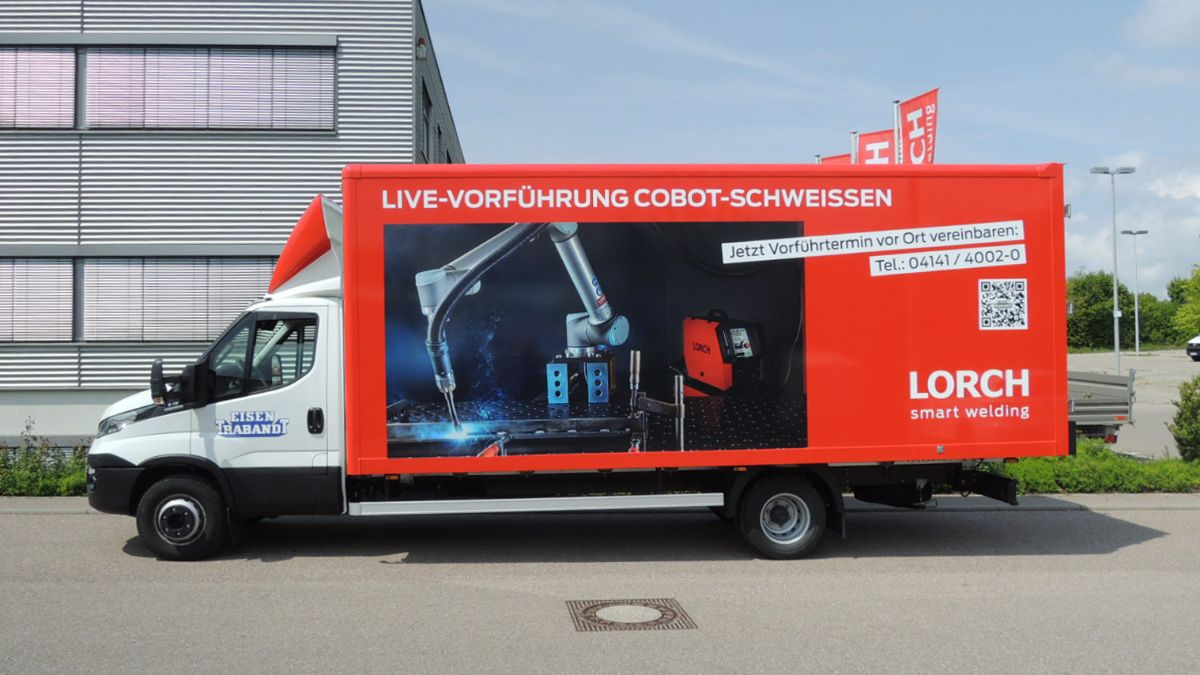 LIVE-VORFÜHRUNG COBOT-SCHWEISSEN
Jetzt Vorführtermin vor Ort vereinbaren:
Tel.: 04141 / 4002-0
LORCH
LORCH
smart welding
EISEN
TRABANDT